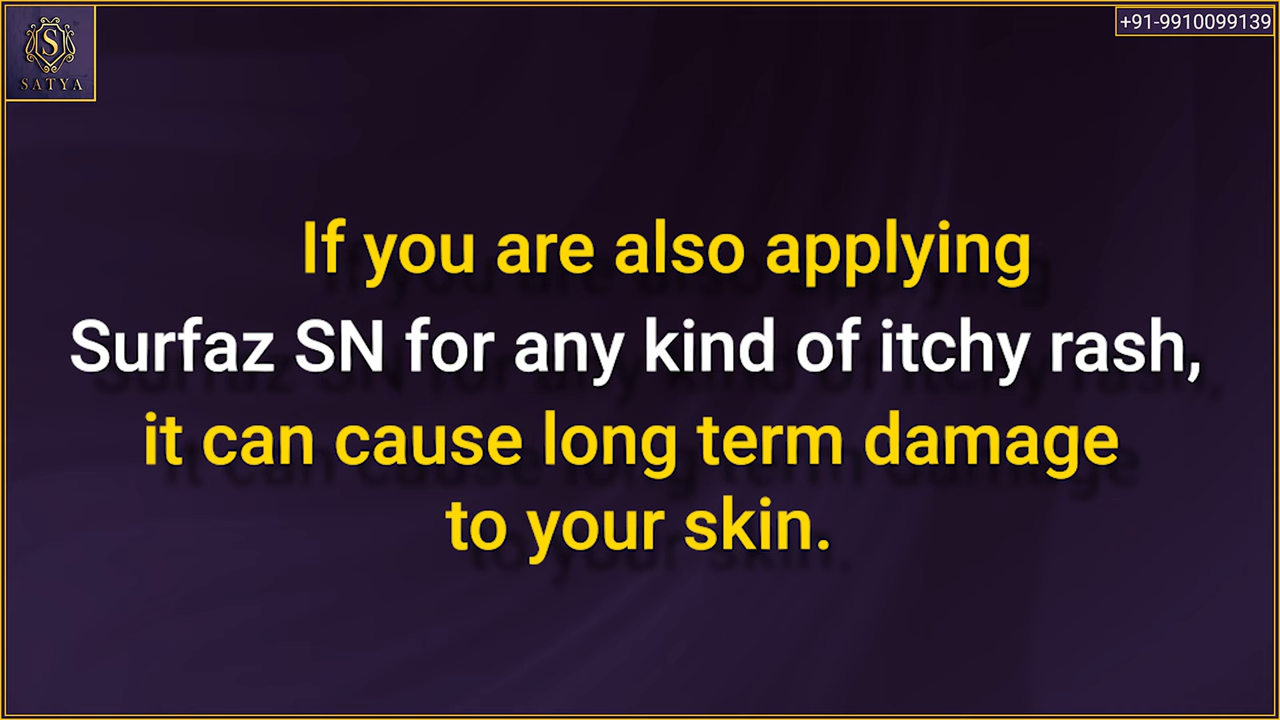 S
SATYA
+91-9910099139
If you are also applying
Surfaz SN for any kind of itchy rash,
it can cause long term damage
to your skin.